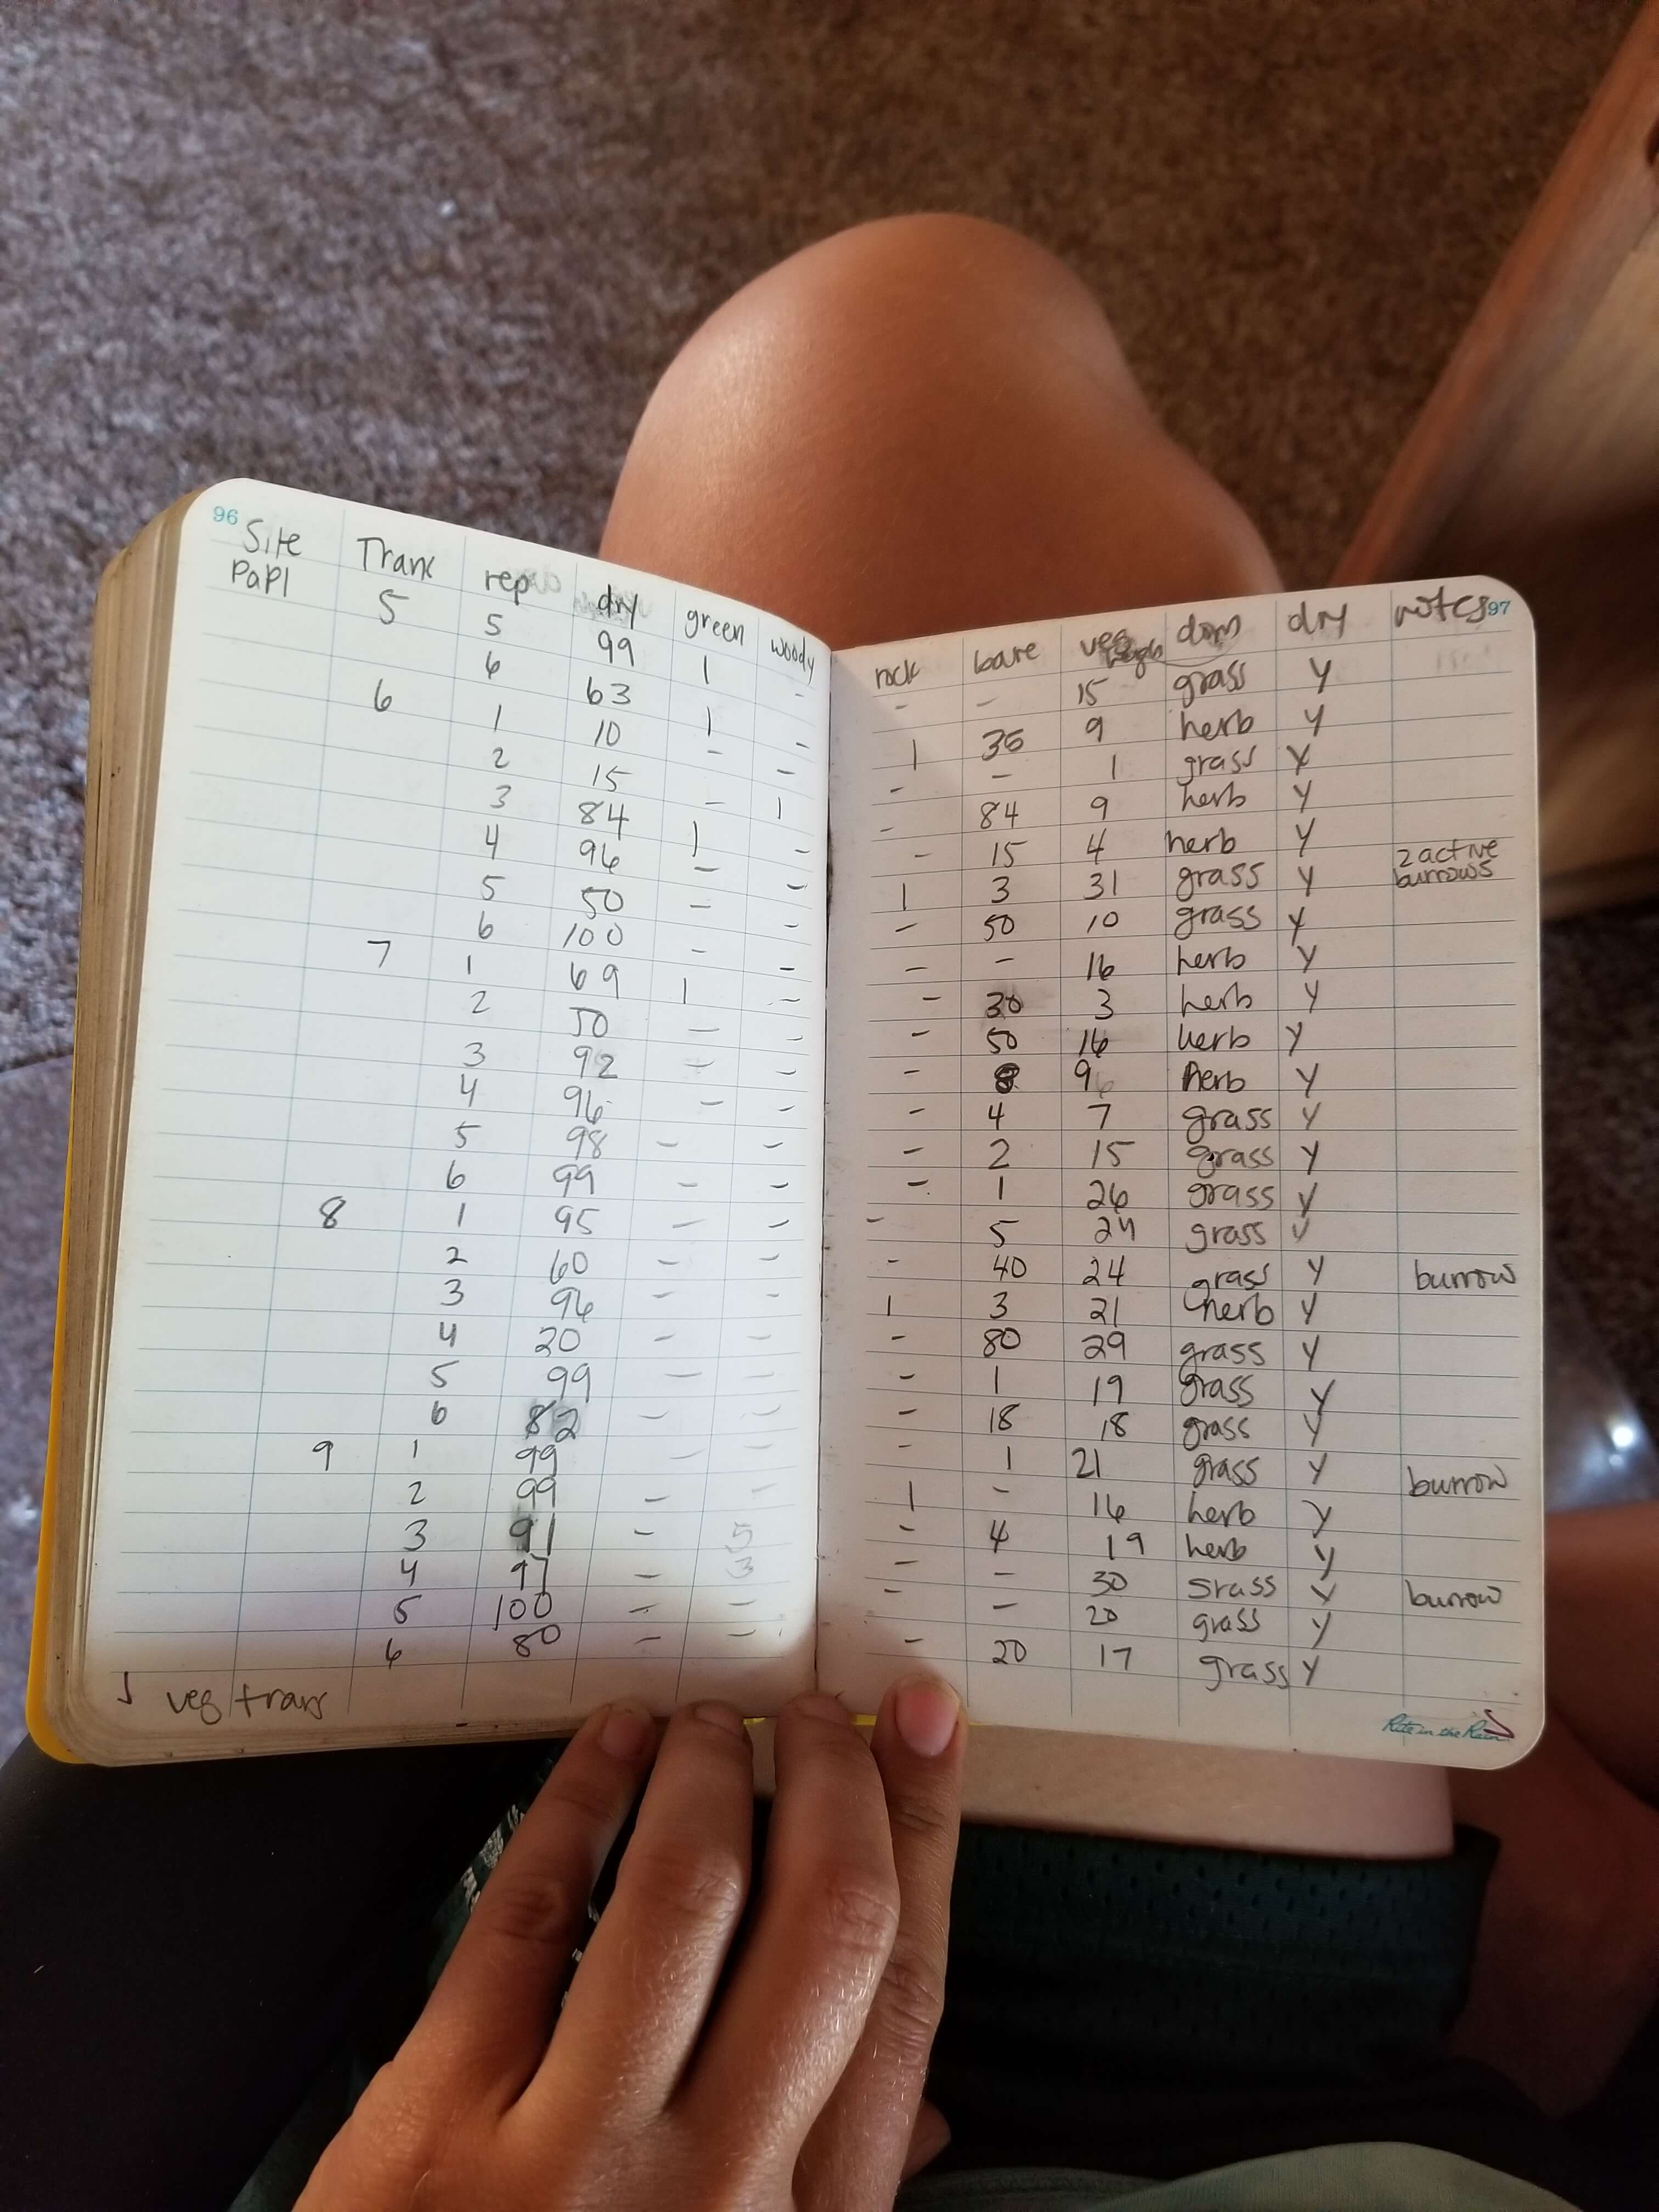 96
Site Tranc rep dry green woody
PaPl
5 5 99 1 -
6 63 1 -
6 1 10 - -
2 15 - 1
3 84 1 -
4 96 - -
5 50 - -
6 100 - -
7 1 69 1 -
2 50 - -
3 92 - -
4 96 - -
5 98 - -
6 99 - -
8 1 95 - -
2 60 - -
3 96 - -
4 20 - -
5 99 - -
6 82 - -
9 1 99 -
2 99 - -
3 91 - 5
4 97 - 3
5 100 - -
6 80 - -
veg trans
97
rock bare veg heigh dom dry notes
- - 15 grass y
1 36 9 herb y
- - 1 grass y
- 84 9 herb y
- 15 4 herb y
1 3 31 grass y 2 active burrows
- 50 10 grass y
- - 16 herb y
- 30 3 herb y
- 50 16 herb y
8 9 herb y
- 4 7 grass y
- 2 15 grass y
- 1 26 grass y
- 5 24 grass y
- 40 24 grass y burrow
1 3 21 herb y
- 80 29 grass y
- 1 19 grass y
- 18 18 grass y
- 1 21 grass y burrow
1 - 16 herb y
- 4 19 herb y
- - 30 grass y burrow
- - 20 grass y
- 20 17 grass y
Rite in the Rain